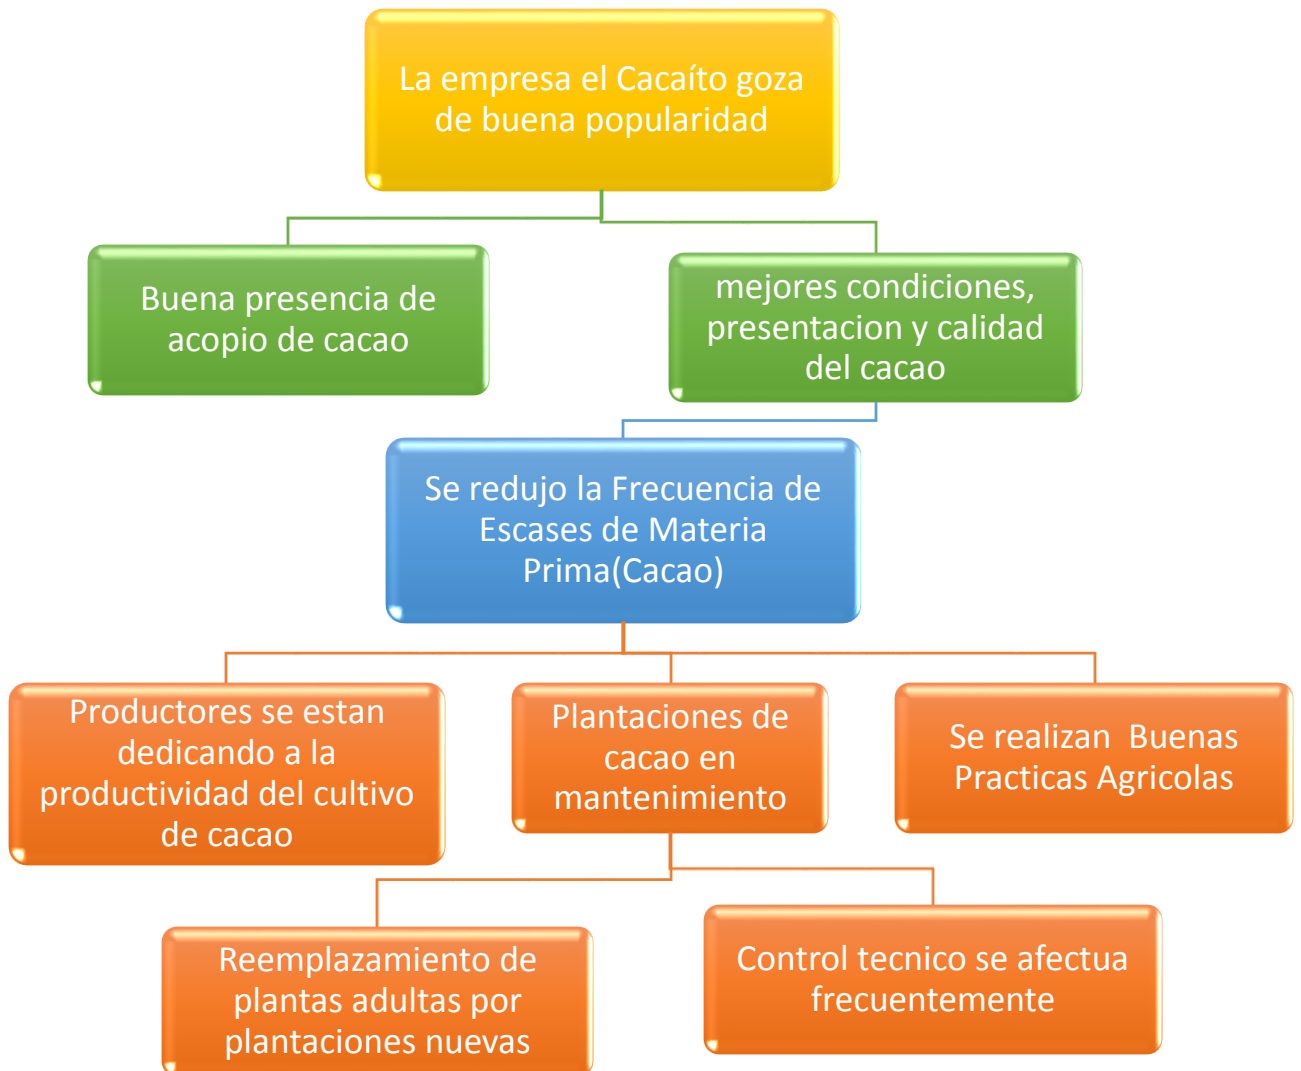 La empresa el Cacaíto goza
de buena popularidad
Buena presencia de
acopio de cacao
mejores condiciones,
presentacion y calidad
del cacao
Se redujo la Frecuencia de
Escases de Materia
Prima(Cacao)
Productores se estan
dedicando a la
productividad del cultivo
de cacao
Plantaciones de
cacao en
mantenimiento
Se realizan  Buenas
Practicas Agricolas
Reemplazamiento de
plantas adultas por
plantaciones nuevas
Control tecnico se afectua
frecuentemente